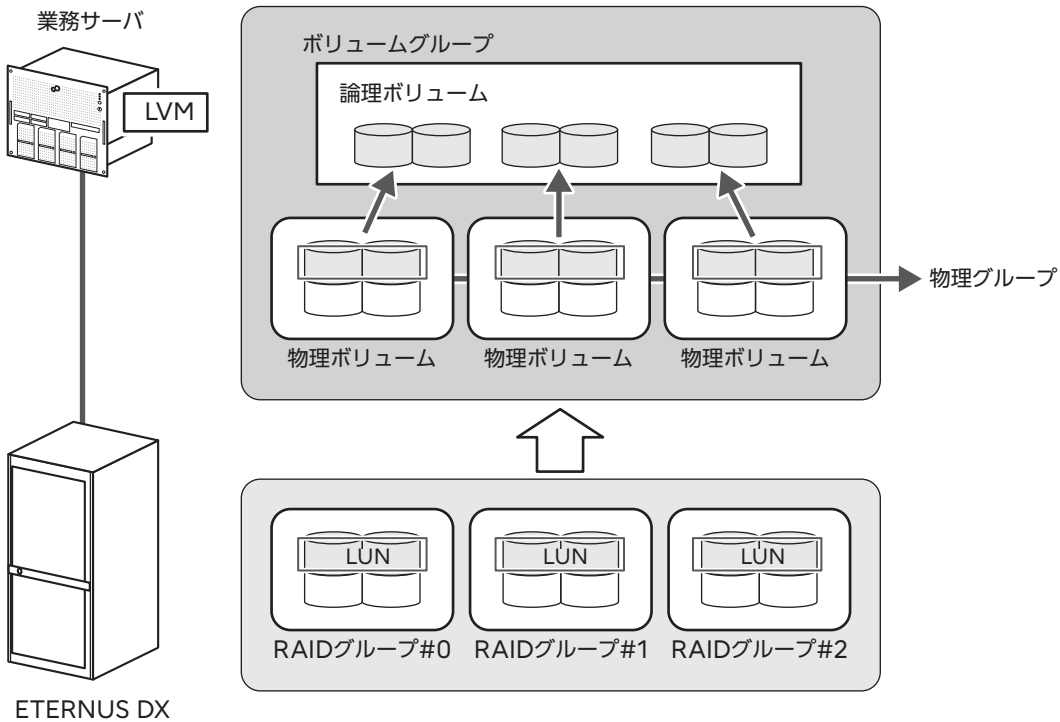 業務サーバ
LVM
ボリュームグループ
論理ボリューム
物理グループ
物理ボリューム
物理ボリューム
物理ボリューム
LUN
LUN
LUN
RAIDグループ#0
RAIDグループ#1
RAIDグループ#2
ETERNUS DX